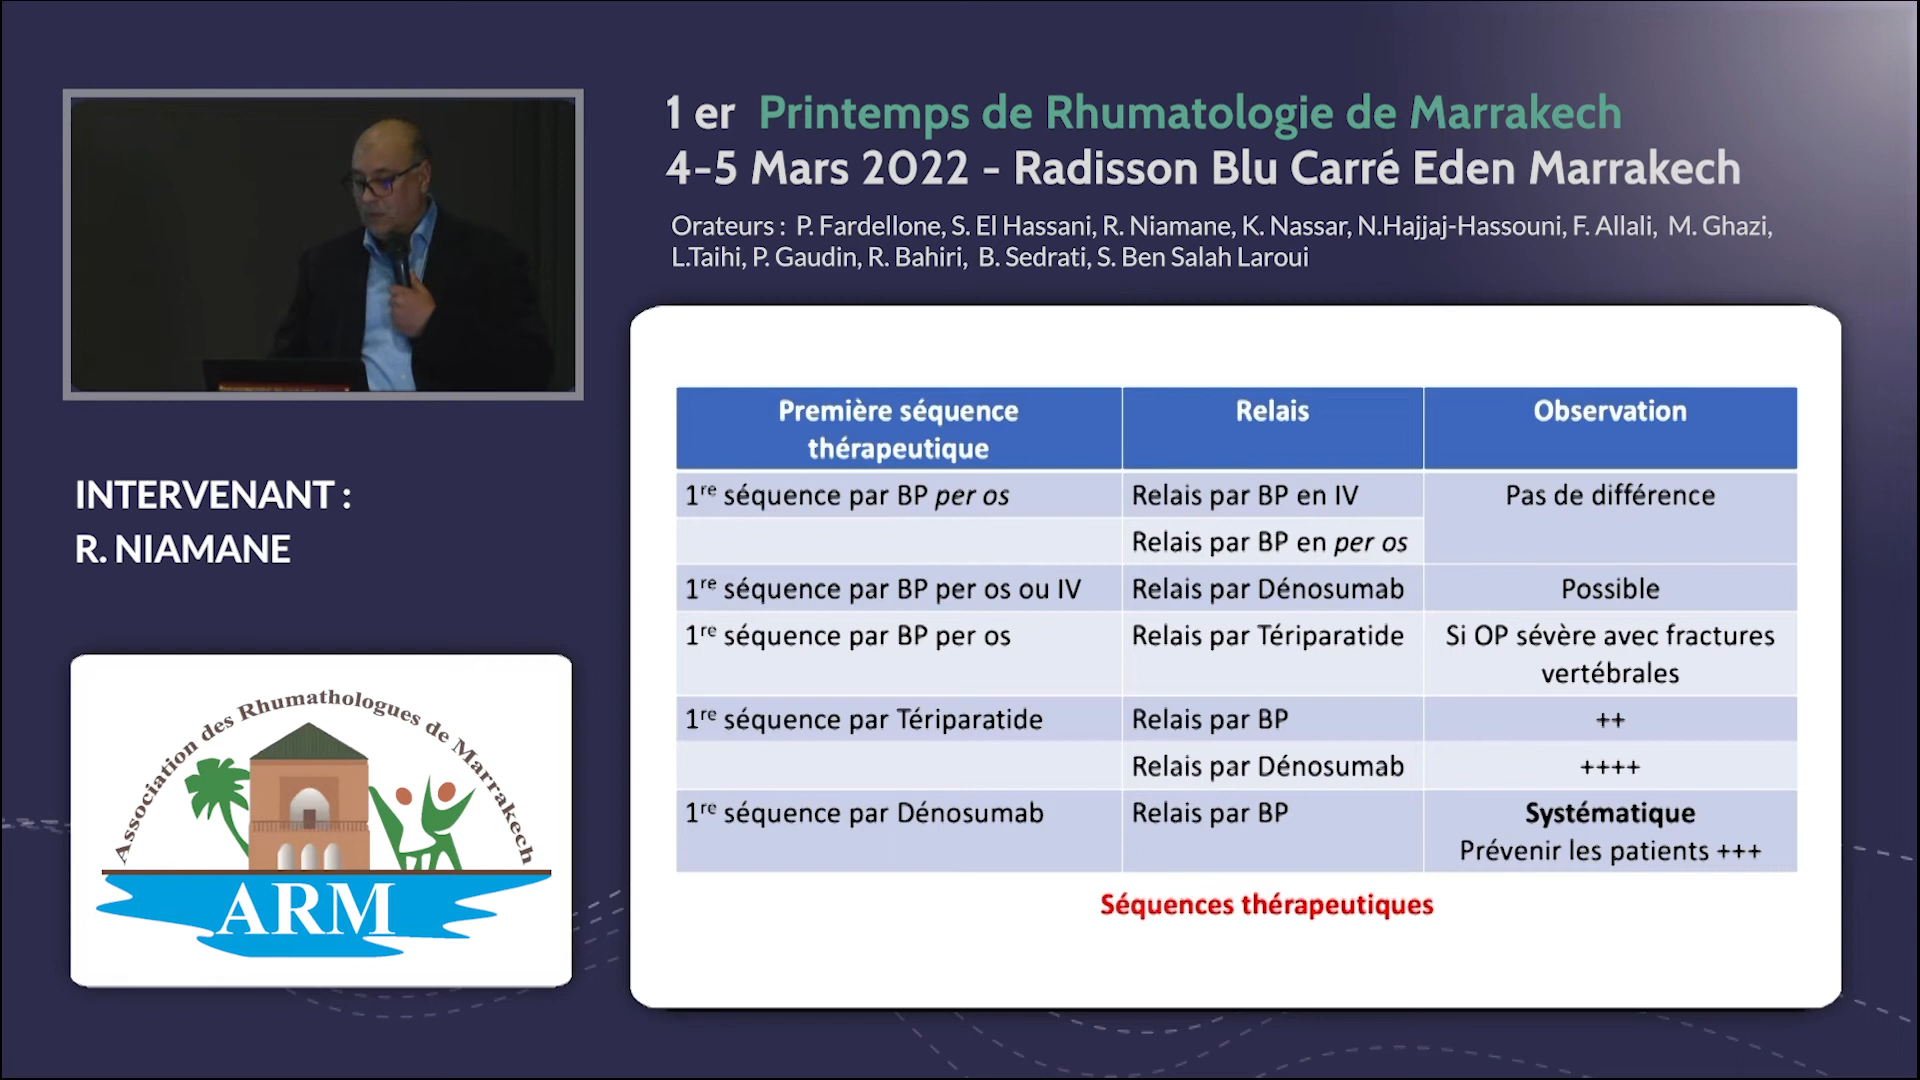 1 er Printemps de Rhumatologie de Marrakech
4-5 Mars 2022 - Radisson Blu Carré Eden Marrakech
Orateurs : P. Fardellone, S. El Hassani, R. Niamane, K. Nassar, N.Hajjaj-Hassouni, F. Allali, M. Ghazi,
L.Taihi, P. Gaudin, R. Bahiri, B. Sedrati, S. Ben Salah Laroui
INTERVENANT :
R. NIAMANE
Association des Rhumathologues de Marrakech
ARM
Première séquence
thérapeutique
Relais
Observation
1re séquence par BP per os
Relais par BP en IV
Pas de différence
Relais par BP en per os
1re séquence par BP per os ou IV
Relais par Dénosumab
Possible
1re séquence par BP per os
Relais par Tériparatide
Si OP sévère avec fractures
vertébrales
1re séquence par Tériparatide
Relais par BP
++
Relais par Dénosumab
++++
1re séquence par Dénosumab
Relais par BP
Systématique
Prévenir les patients +++
Séquences thérapeutiques